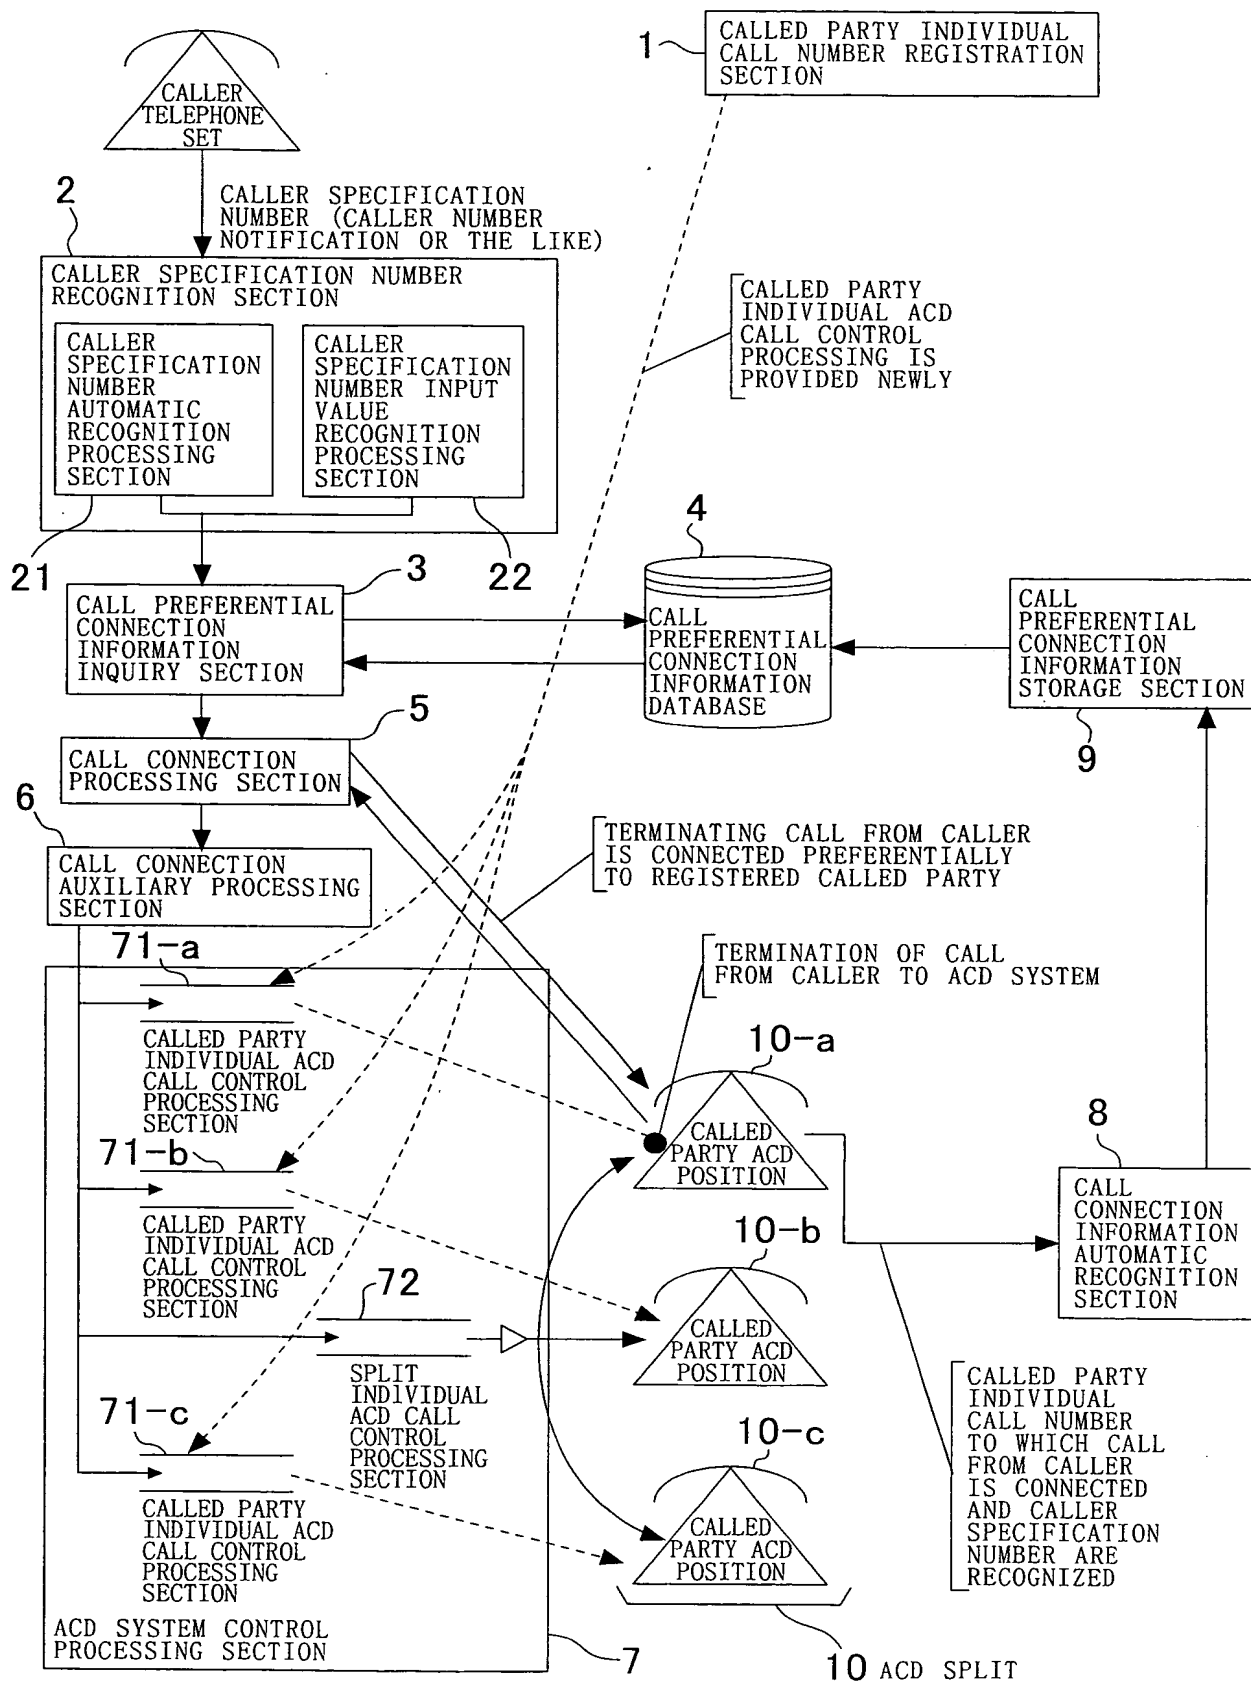 1
CALLED PARTY INDIVIDUAL
CALL NUMBER REGISTRATION
SECTION
CALLER
TELEPHONE
SET
CALLER SPECIFICATION
NUMBER (CALLER NUMBER
NOTIFICATION OR THE LIKE)
2
CALLER SPECIFICATION NUMBER
RECOGNITION SECTION
CALLER
SPECIFICATION
NUMBER
AUTOMATIC
RECOGNITION
PROCESSING
SECTION
CALLER
SPECIFICATION
NUMBER INPUT
VALUE
RECOGNITION
PROCESSING
SECTION
21
22
CALLED PARTY
INDIVIDUAL ACD
CALL CONTROL
PROCESSING IS
PROVIDED NEWLY
3
CALL PREFERENTIAL
CONNECTION
INFORMATION
INQUIRY SECTION
4
CALL
PREFERENTIAL
CONNECTION
INFORMATION
DATABASE
CALL
PREFERENTIAL
CONNECTION
INFORMATION
STORAGE SECTION
9
5
CALL CONNECTION
PROCESSING SECTION
6
CALL CONNECTION
AUXILIARY PROCESSING
SECTION
TERMINATING CALL FROM CALLER
IS CONNECTED PREFERENTIALLY
TO REGISTERED CALLED PARTY
TERMINATION OF CALL
FROM CALLER TO ACD SYSTEM
71-a
CALLED PARTY
INDIVIDUAL ACD
CALL CONTROL
PROCESSING
SECTION
71-b
CALLED PARTY
INDIVIDUAL ACD
CALL CONTROL
PROCESSING
SECTION
72
SPLIT
INDIVIDUAL
ACD CALL
CONTROL
PROCESSING
SECTION
71-c
CALLED PARTY
INDIVIDUAL ACD
CALL CONTROL
PROCESSING
SECTION
ACD SYSTEM CONTROL
PROCESSING SECTION
7
10-a
CALLED
PARTY ACD
POSITION
10-b
CALLED
PARTY ACD
POSITION
10-c
CALLED
PARTY ACD
POSITION
10 ACD SPLIT
8
CALL
CONNECTION
INFORMATION
AUTOMATIC
RECOGNITION
SECTION
CALLED PARTY
INDIVIDUAL
CALL NUMBER
TO WHICH CALL
FROM CALLER
IS CONNECTED
AND CALLER
SPECIFICATION
NUMBER ARE
RECOGNIZED